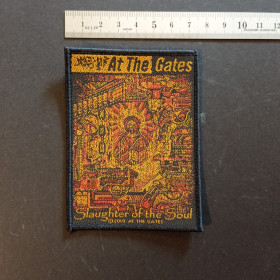 1 2 3 4 5 6 7 8 9 10 11 12
At The Gates
Slaughter of the Soul
©2019 AT THE GATES